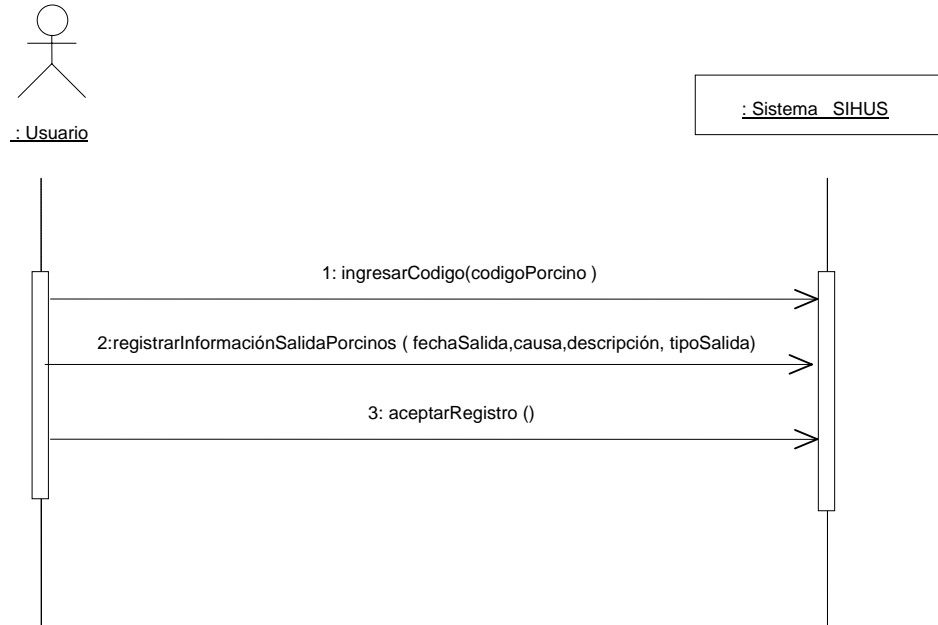 : Usuario
: Sistema SIHUS
1: ingresarCodigo(codigoPorcino )
2:registrarInformaciónSalidaPorcinos ( fechaSalida,causa,descripción, tipoSalida)
3: aceptarRegistro ()